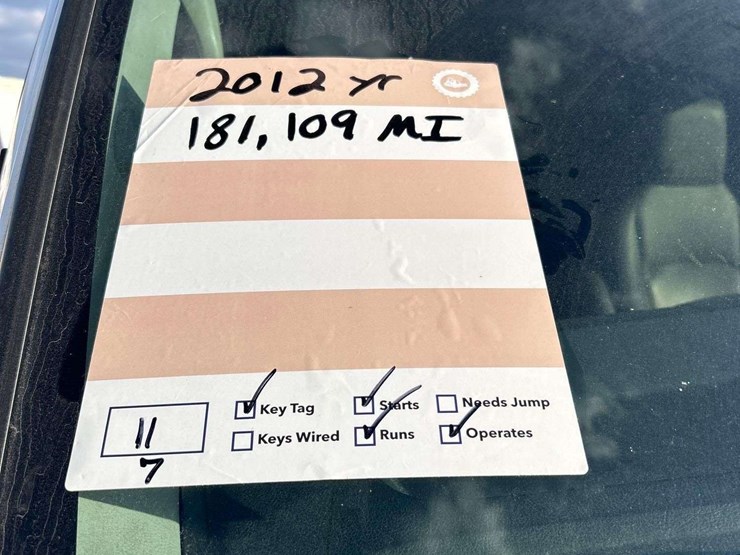 2012 yr
181,109 MI
Key Tag Starts Needs Jump
11 Keys Wired Runs Operates
7